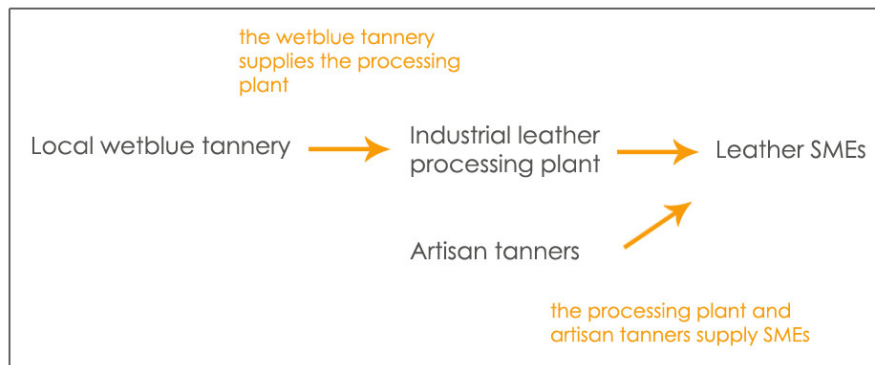 the wetblue tannery
supplies the processing
plant
Local wetblue tannery
Industrial leather
processing plant
Leather SMEs
Artisan tanners
the processing plant and
artisan tanners supply SMEs